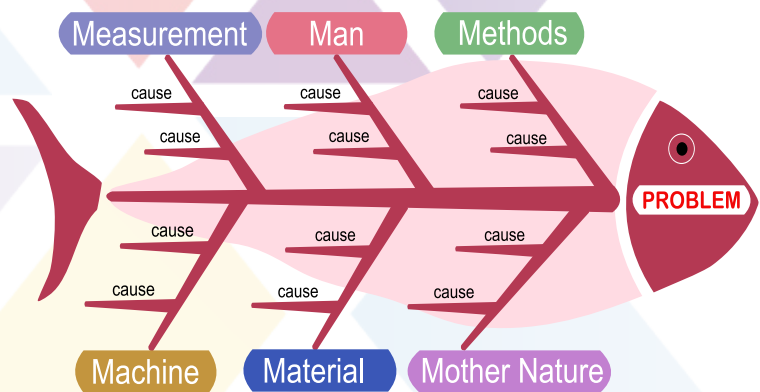 Measurement
Man
Methods
cause
cause
cause
cause
cause
cause
PROBLEM
cause
cause
cause
cause
cause
cause
Machine
Material
Mother Nature